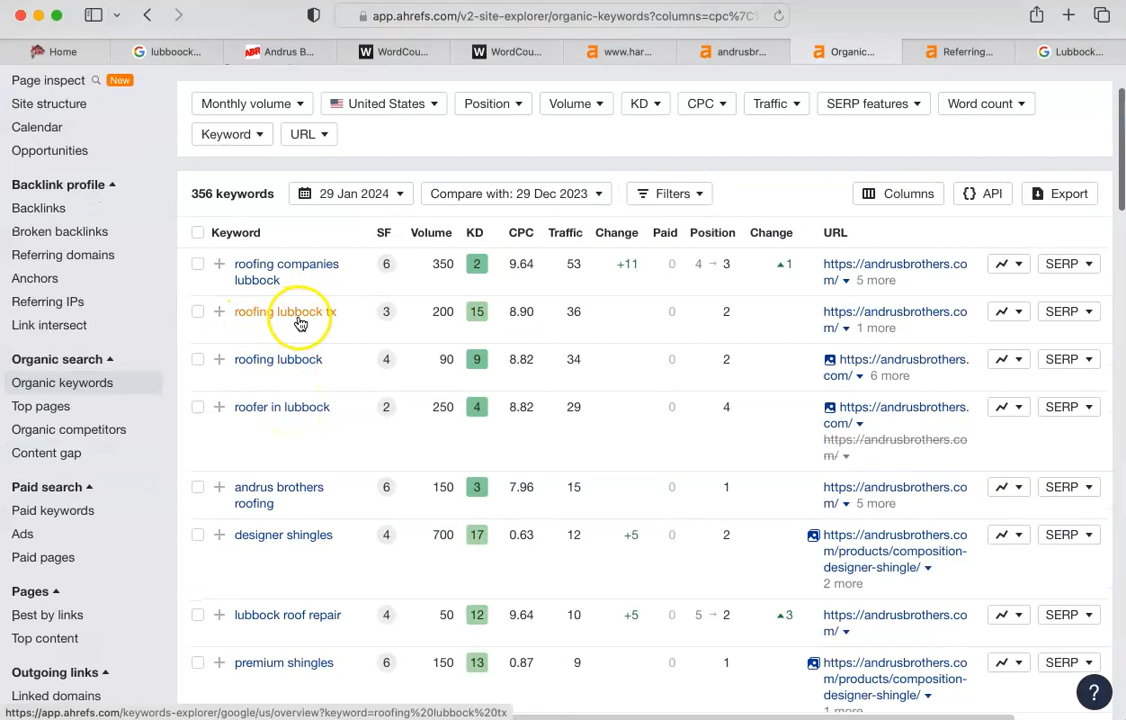 app.ahrefs.com/v2-site-explorer/organic-keywords?columns=cpc%7C
Home
lubboock...
Andrus B...
WordCou...
WordCou...
www.har...
andrusbr...
Organic...
Referring...
Lubbock...
Page inspect New
Site structure
Calendar
Opportunities
Backlink profile
Backlinks
Broken backlinks
Referring domains
Anchors
Referring IPs
Link intersect
Organic search
Organic keywords
Top pages
Organic competitors
Content gap
Paid search
Paid keywords
Ads
Paid pages
Pages
Best by links
Top content
Outgoing links
Linked domains
Monthly volume United States Position Volume KD CPC Traffic SERP features Word count
Keyword URL
356 keywords 29 Jan 2024 Compare with: 29 Dec 2023 Filters Columns {} API Export
Keyword SF Volume KD CPC Traffic Change Paid Position Change URL
roofing companies 6 350 2 9.64 53 +11 0 4 → 3 1 https://andrusbrothers.co SERP
lubbock m/ 5 more
roofing lubbock tx 3 200 15 8.90 36 0 2 https://andrusbrothers.co SERP
m/ 1 more
roofing lubbock 4 90 9 8.82 34 0 2 https://andrusbrothers. SERP
com/ 6 more
roofer in lubbock 2 250 4 8.82 29 0 4 https://andrusbrothers. SERP
com/
https://andrusbrothers.co
m/
andrus brothers 6 150 3 7.96 15 0 1 https://andrusbrothers.co SERP
roofing m/ 5 more
designer shingles 4 700 17 0.63 12 +5 0 2 https://andrusbrothers.co SERP
m/products/composition-
designer-shingle/
2 more
lubbock roof repair 4 50 12 9.64 10 +5 0 5 → 2 3 https://andrusbrothers.co SERP
m/
premium shingles 6 150 13 0.87 9 0 1 https://andrusbrothers.co SERP
m/products/composition-
designer-shingle/
1 more
?
https://app.ahrefs.com/keywords-explorer/google/us/overview?keyword=roofing%20lubbock%20tx